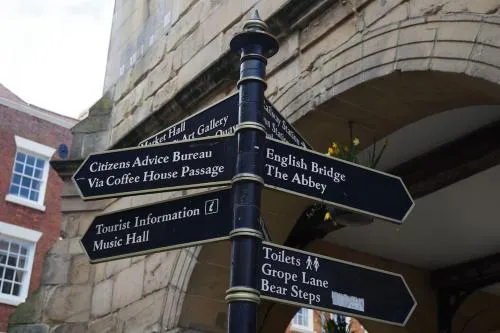 Market Hall
Art Gallery
Quay
Citizens Advice Bureau
Via Coffee House Passage
English Bridge
The Abbey
Tourist Information i
Music Hall
Toilets
Grope Lane
Bear Steps